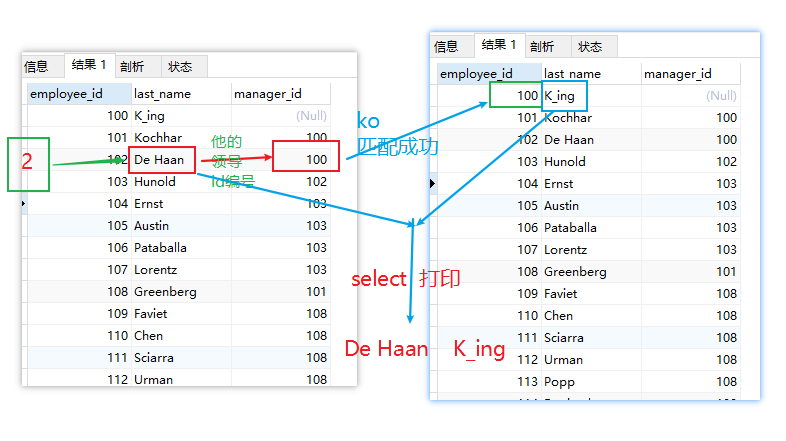 信息 结果 1 剖析 状态
employee_id last_name manager_id
100 K_ing (Null)
101 Kochhar 100
102 De Haan 100
103 Hunold 102
104 Ernst 103
105 Austin 103
106 Pataballa 103
107 Lorentz 103
108 Greenberg 101
109 Faviet 108
110 Chen 108
111 Sciarra 108
112 Urman 108
2
他的
领导
Id编号
ko
匹配成功
select 打印
De Haan K_ing
信息 结果 1 剖析 状态
employee_id last_name manager_id
100 K_ing (Null)
101 Kochhar 100
102 De Haan 100
103 Hunold 102
104 Ernst 103
105 Austin 103
106 Pataballa 103
107 Lorentz 103
108 Greenberg 101
109 Faviet 108
110 Chen 108
111 Sciarra 108
112 Urman 108
113 Popp 108